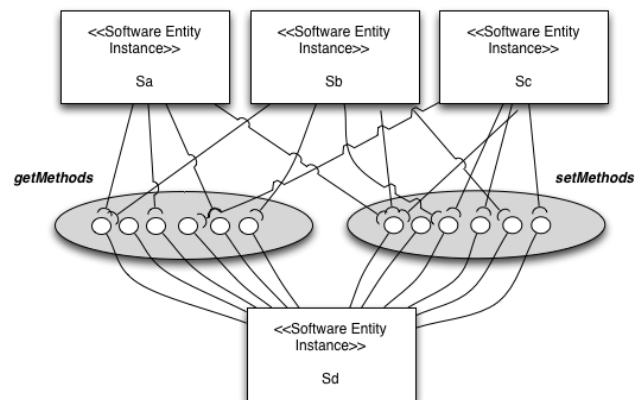 <<Software Entity
Instance>>
Sa
<<Software Entity
Instance>>
Sb
<<Software Entity
Instance>>
Sc
getMethods
setMethods
<<Software Entity
Instance>>
Sd